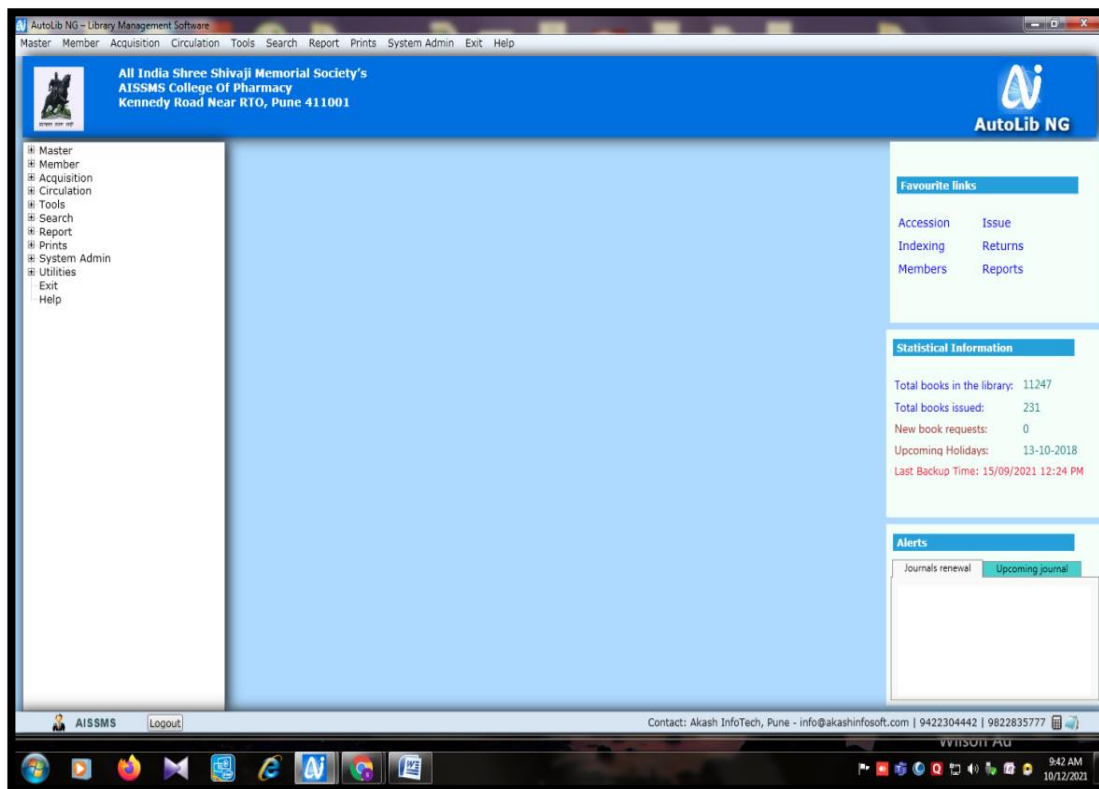 AutoLib NG – Library Management Software
Master Member Acquisition Circulation Tools Search Report Prints System Admin Exit Help
All India Shree Shivaji Memorial Society's
AISSMS College Of Pharmacy
Kennedy Road Near RTO, Pune 411001
AutoLib NG
Master
Member
Acquisition
Circulation
Tools
Search
Report
Prints
System Admin
Utilities
Exit
Help
Favourite links
Accession Issue
Indexing Returns
Members Reports
Statistical Information
Total books in the library: 11247
Total books issued: 231
New book requests: 0
Upcoming Holidays: 13-10-2018
Last Backup Time: 15/09/2021 12:24 PM
Alerts
Journals renewal Upcoming journal
AISSMS Logout
Contact: Akash InfoTech, Pune - info@akashinfosoft.com | 9422304442 | 9822835777
9:42 AM
10/12/2021